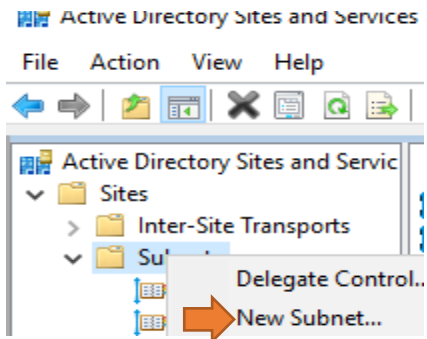 Active Directory Sites and Services
File Action View Help
Active Directory Sites and Servic
Sites
Inter-Site Transports
Delegate Control..
New Subnet...